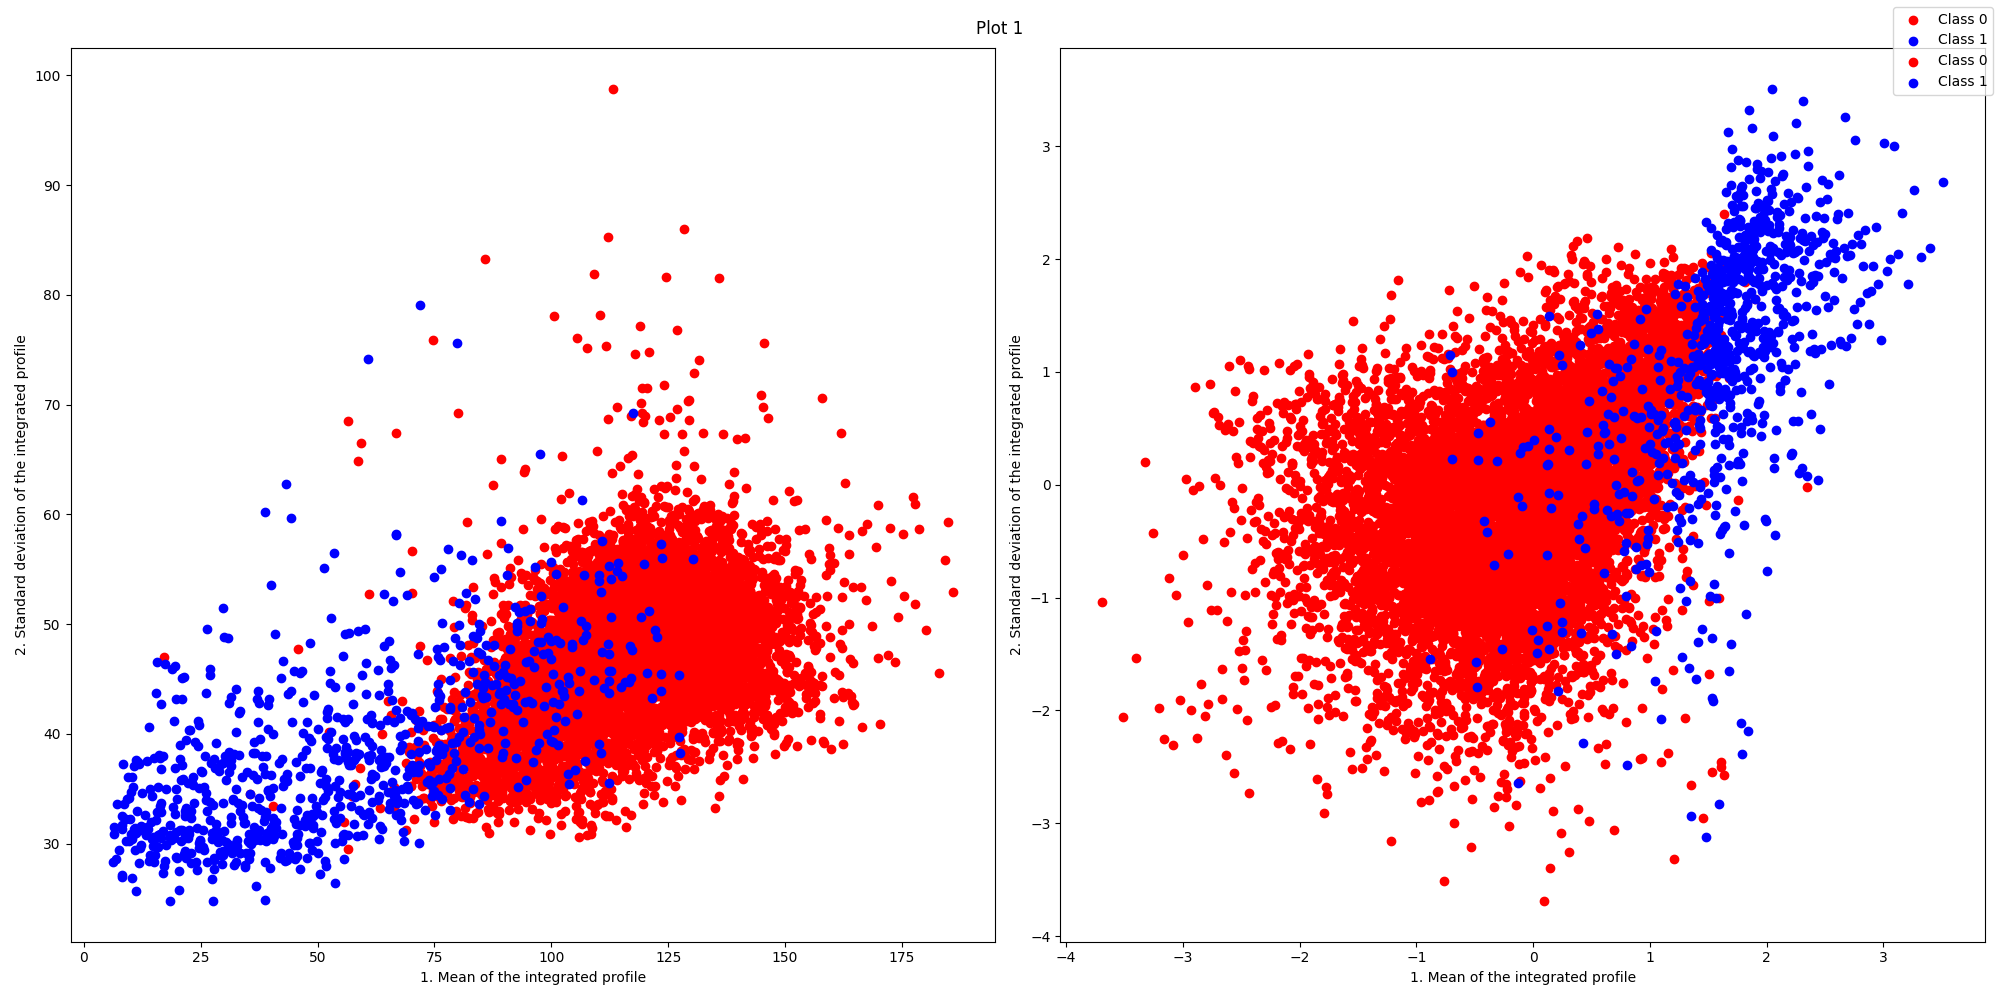 Plot 1
Class 0
Class 1
Class 0
Class 1
2. Standard deviation of the integrated profile
100
90
80
70
60
50
40
30
0 25 50 75 100 125 150 175
1. Mean of the integrated profile
2. Standard deviation of the integrated profile
3
2
1
0
−1
−2
−3
−4
−4 −3 −2 −1 0 1 2 3
1. Mean of the integrated profile